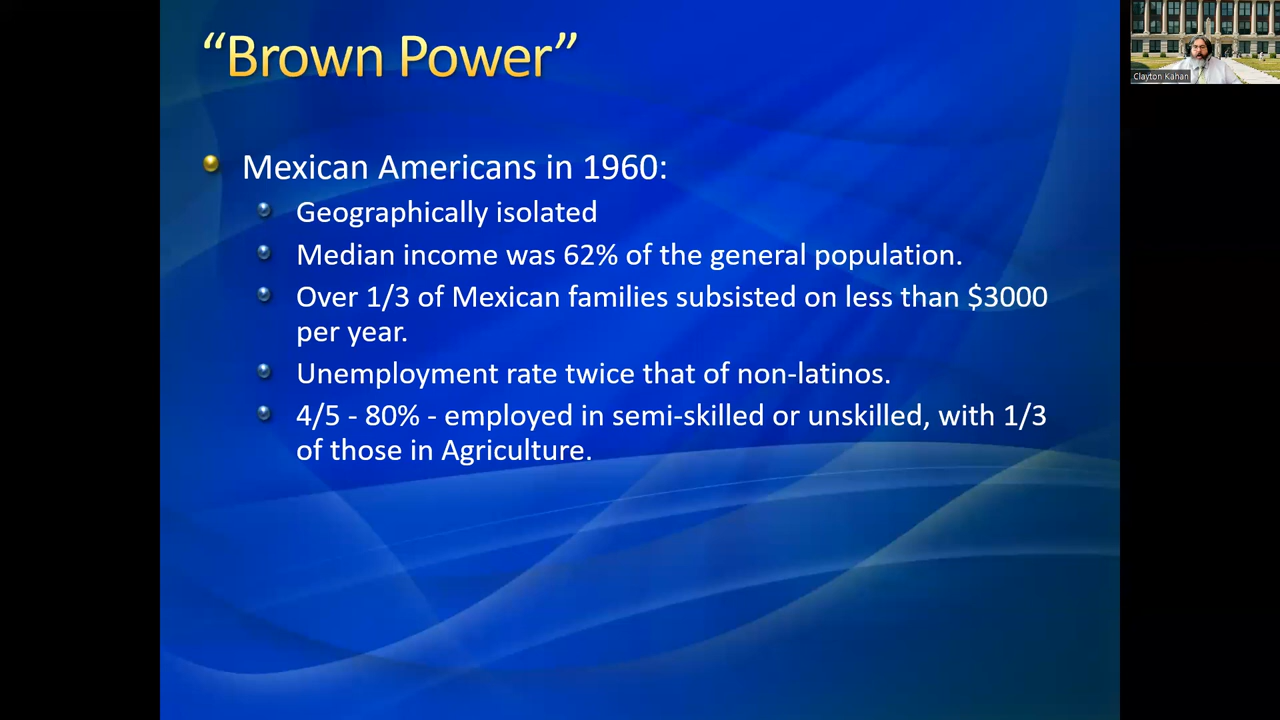 “Brown Power”
Clayton Kahan
Mexican Americans in 1960:
Geographically isolated
Median income was 62% of the general population.
Over 1/3 of Mexican families subsisted on less than $3000
per year.
Unemployment rate twice that of non-latinos.
4/5 - 80% - employed in semi-skilled or unskilled, with 1/3
of those in Agriculture.